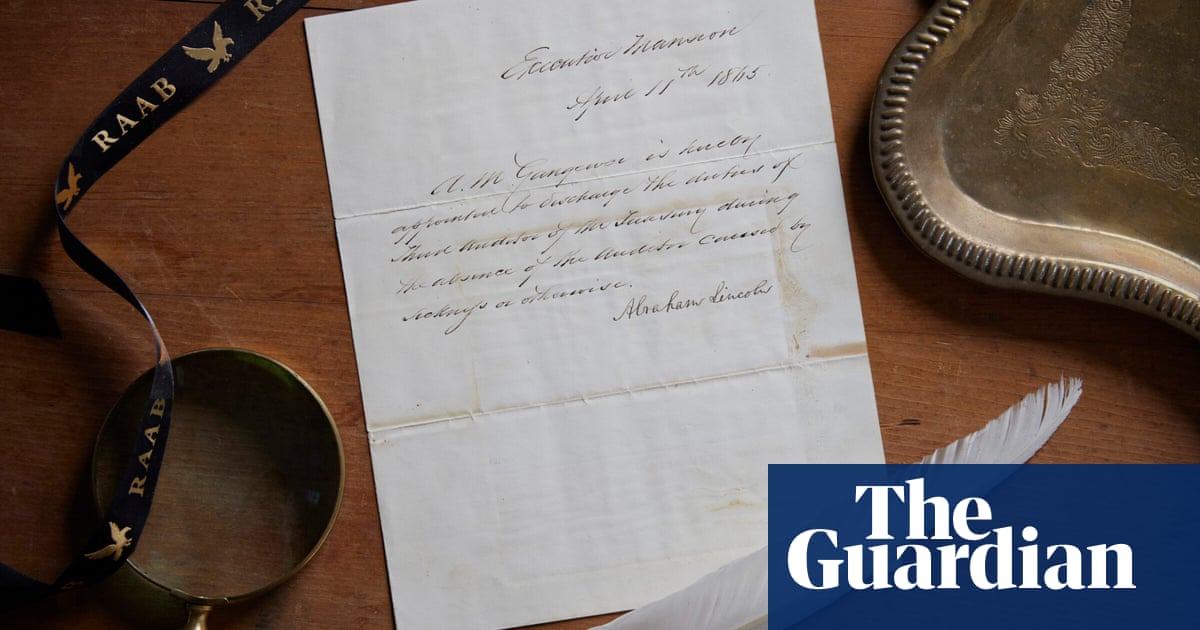 RAAB
RA
RAAB
Executive Mansion
April 11th 1865
A. M. Gangewer is hereby
appointed to discharge the duties of
Third Auditor of the Treasury during
the absence of the Auditor caused by
sickness or otherwise.
Abraham Lincoln
The
Guardian